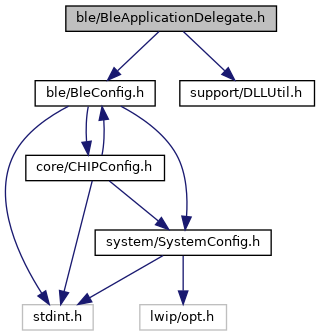 ble/BleApplicationDelegate.h
ble/BleConfig.h
support/DLLUtil.h
core/CHIPConfig.h
system/SystemConfig.h
stdint.h
lwip/opt.h